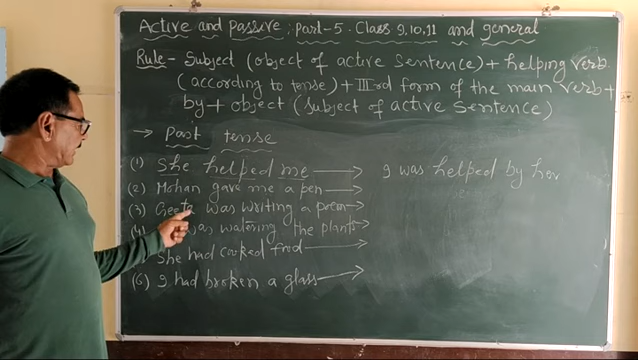 Active and Passive; Part-5. Class 9,10,11 and general
Rule - Subject (object of active sentence) + helping verb
(according to tense) + IIIrd form of the main verb +
by + object (subject of active sentence)
→ Past tense
(1) She helped me → I was helped by her
(2) Mohan gave me a pen →
(3) Geeta was writing a poem →
(4) was watering the plants →
She had cooked food →
(6) I had broken a glass →